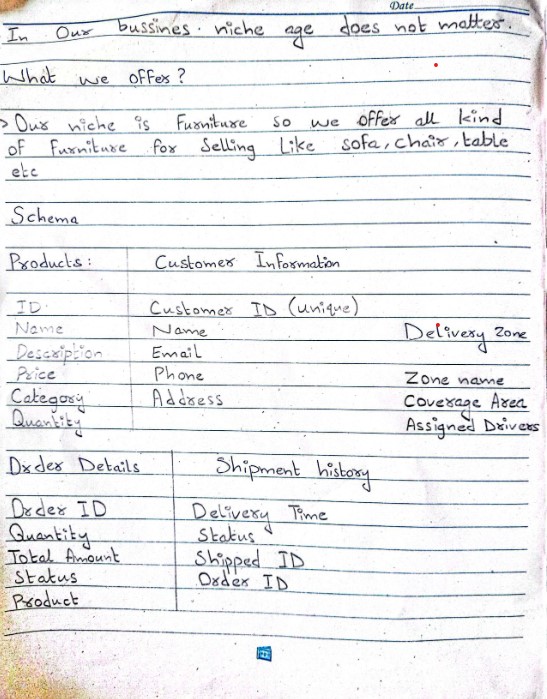 Date
In Our bussines. niche age does not matter.
What we offer?
> Our niche is Furniture so we offer all kind
of Furniture for Selling Like sofa, chair, table
etc
Schema
Products: Customer Information
ID Customer ID (unique)
Name Name Delivery Zone
Description Email
Price Phone Zone name
Category Address Coverage Area
Quantity Assigned Drivers
Order Details Shipment history
Order ID Delivery Time
Quantity Status
Total Amount Shipped ID
Status Order ID
Product